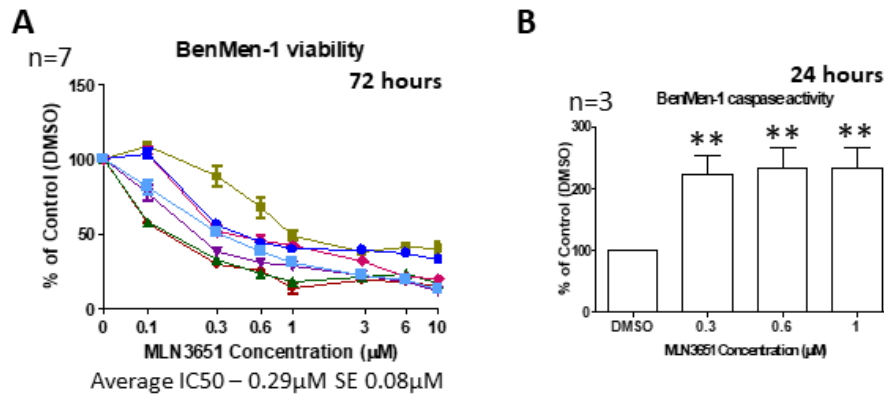 A
BenMen-1 viability
n=7
72 hours
150
100
50
0
% of Control (DMSO)
0 0.1 0.3 0.6 1 3 6 10
MLN3651 Concentration (µM)
Average IC50 – 0.29µM SE 0.08µM
B
24 hours
n=3
BenMen-1 caspase activity
300
200
100
0
% of Control (DMSO)
** ** **
DMSO 0.3 0.6 1
MLN3651 Concentration (µM)